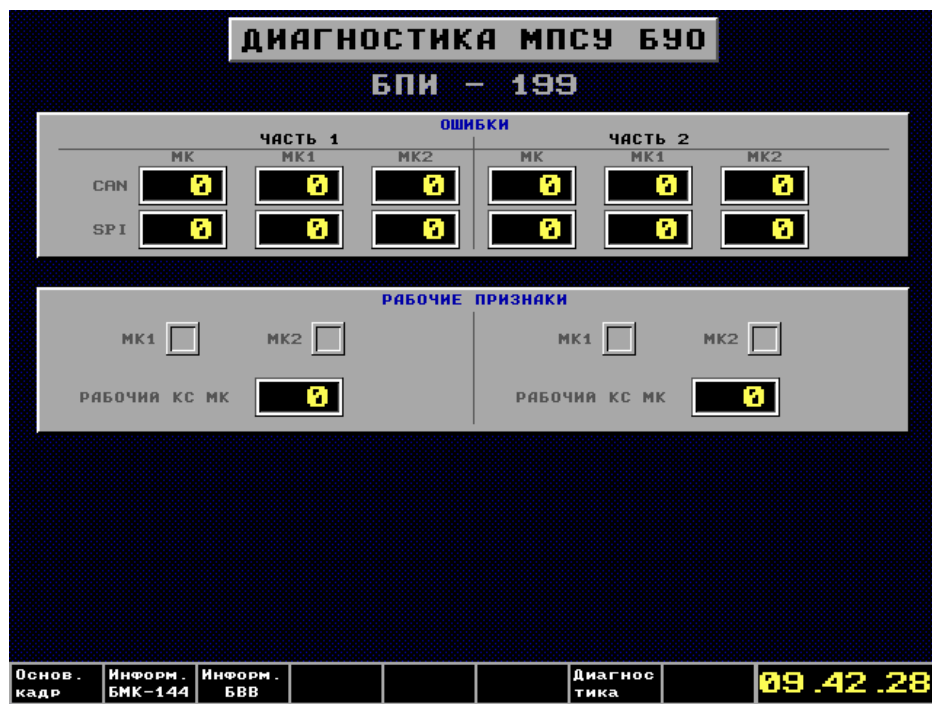 ДИАГНОСТИКА МПСУ БУО
БПИ - 199
ОШИБКИ
ЧАСТЬ 1 ЧАСТЬ 2
МК МК1 МК2 МК МК1 МК2
CAN 0 0 0 0 0 0
SPI 0 0 0 0 0 0
РАБОЧИЕ ПРИЗНАКИ
МК1 МК2 МК1 МК2
РАБОЧИЯ КС МК 0 РАБОЧИЯ КС МК 0
Основ. Информ. Информ. Диагнос 09.42.28
кадр БМК-144 БВВ тика